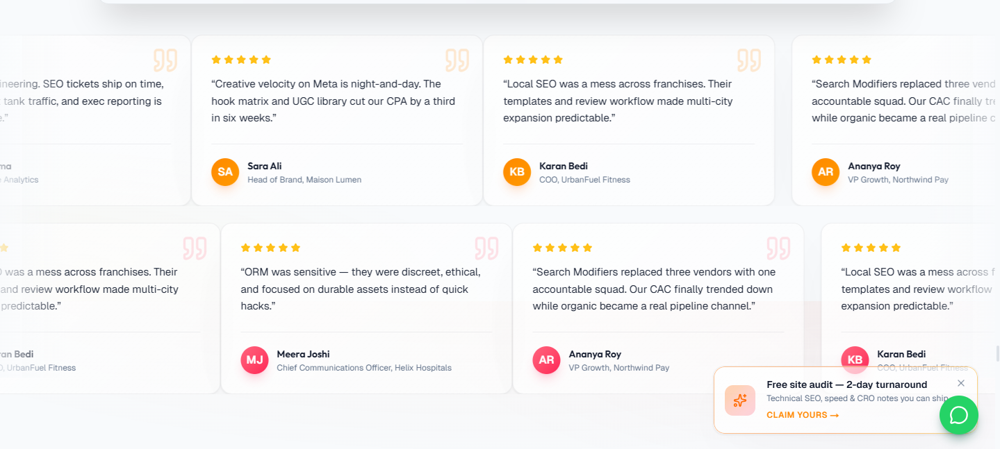 ineering. SEO tickets ship on time,
tank traffic, and exec reporting is
.”
ma
Analytics
“Creative velocity on Meta is night-and-day. The
hook matrix and UGC library cut our CPA by a third
in six weeks.”
SA
Sara Ali
Head of Brand, Maison Lumen
“Local SEO was a mess across franchises. Their
templates and review workflow made multi-city
expansion predictable.”
KB
Karan Bedi
COO, UrbanFuel Fitness
“Search Modifiers replaced three vend
accountable squad. Our CAC finally tre
while organic became a real pipeline c
AR
Ananya Roy
VP Growth, Northwind Pay
O was a mess across franchises. Their
and review workflow made multi-city
predictable.”
ran Bedi
O, UrbanFuel Fitness
“ORM was sensitive — they were discreet, ethical,
and focused on durable assets instead of quick
hacks.”
MJ
Meera Joshi
Chief Communications Officer, Helix Hospitals
“Search Modifiers replaced three vendors with one
accountable squad. Our CAC finally trended down
while organic became a real pipeline channel.”
AR
Ananya Roy
VP Growth, Northwind Pay
“Local SEO was a mess across f
templates and review workflow
expansion predictable.”
KB
Karan Bedi
COO, UrbanFuel Fitness
Free site audit — 2-day turnaround
Technical SEO, speed & CRO notes you can ship
CLAIM YOURS →